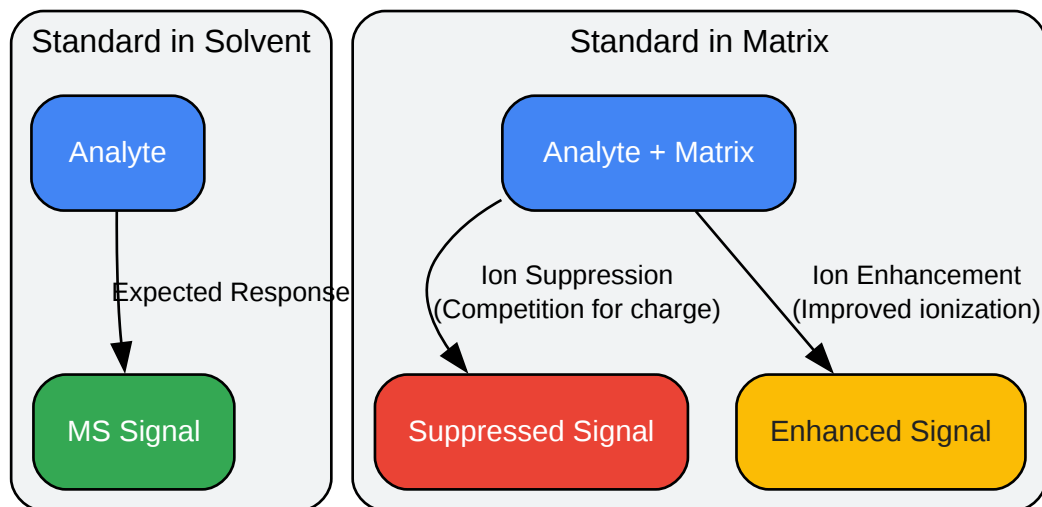 Standard in Solvent
Analyte
Expected Response
MS Signal
Standard in Matrix
Analyte + Matrix
Ion Suppression
(Competition for charge)
Ion Enhancement
(Improved ionization)
Suppressed Signal
Enhanced Signal